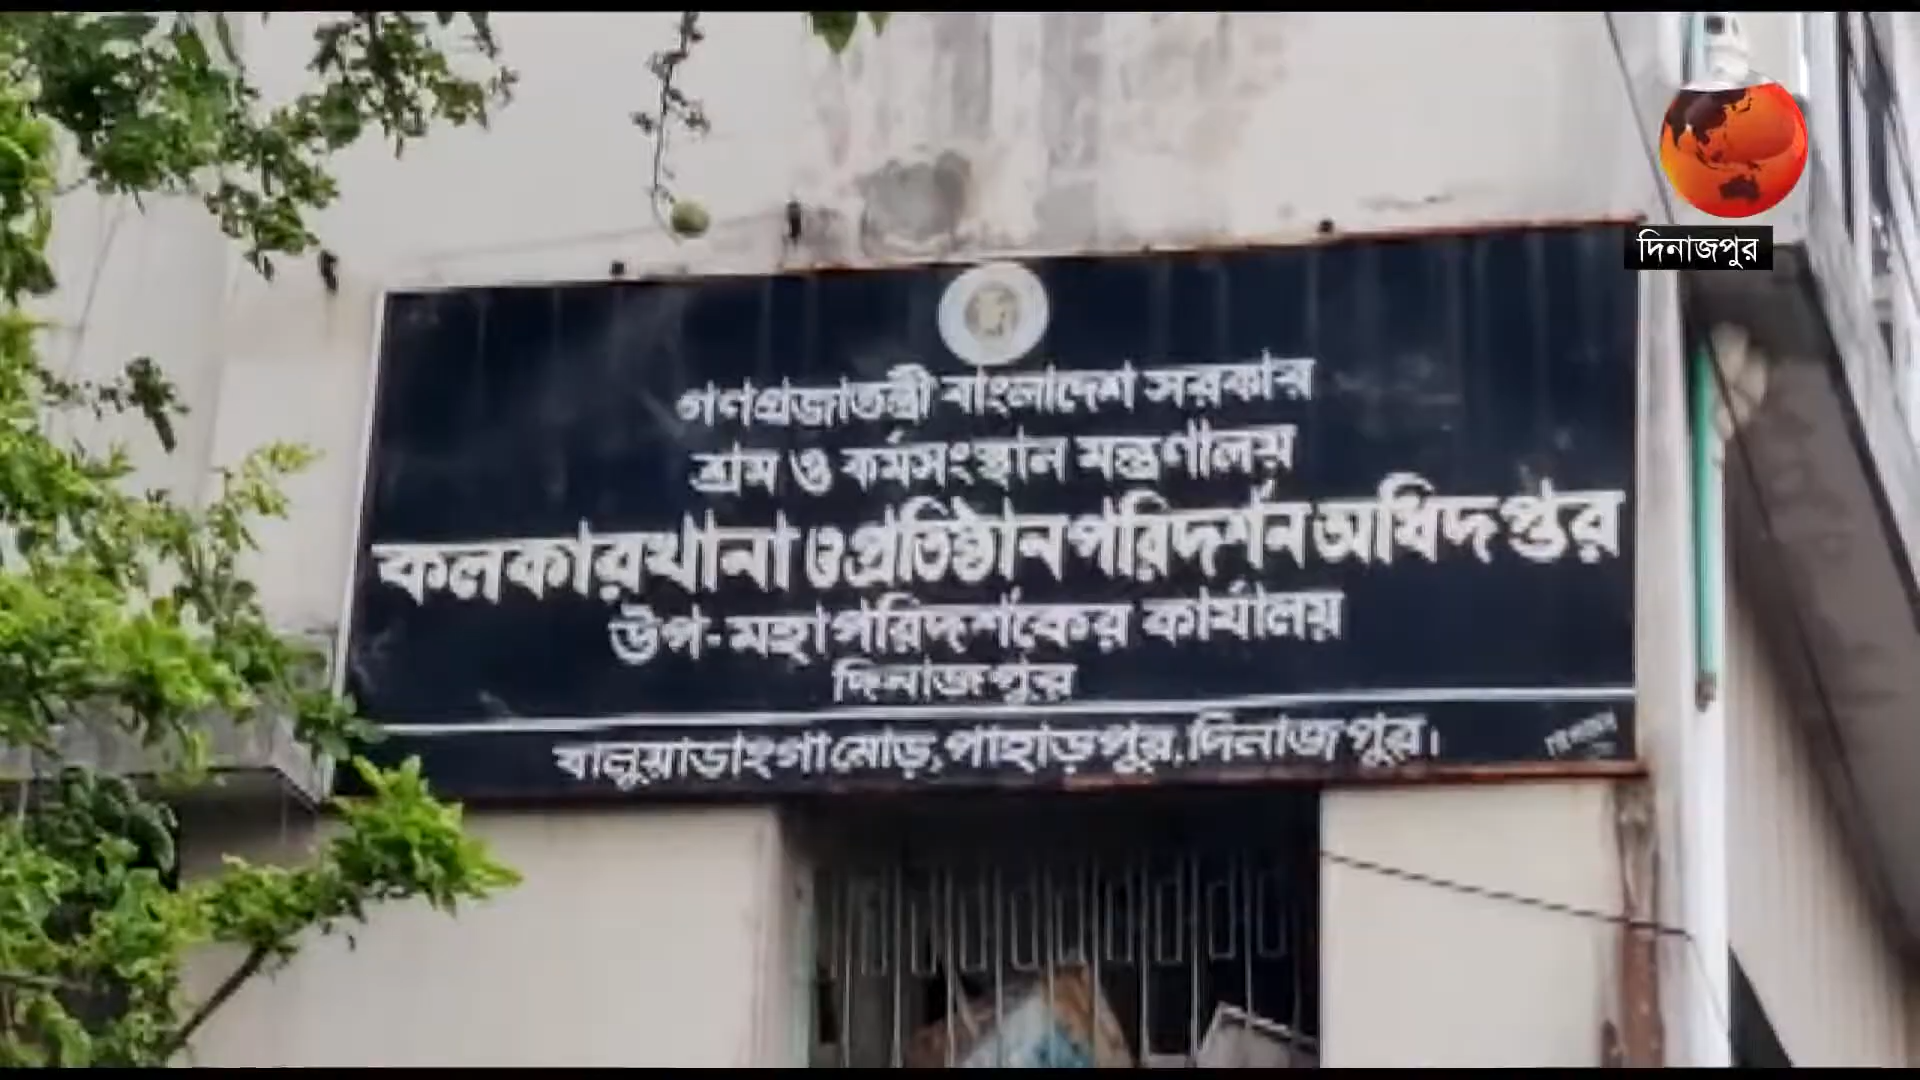 দিনাজপুর
গণপ্রজাতন্ত্রী বাংলাদেশ সরকার
শ্রম ও কর্মসংস্থান মন্ত্রণালয়
কলকারখানা ও প্রতিষ্ঠান পরিদর্শন অধিদপ্তর
উপ-মহাপরিদর্শকের কার্যালয়
দিনাজপুর
বালুয়াডাংগা মোড়, পাহাড়পুর, দিনাজপুর।